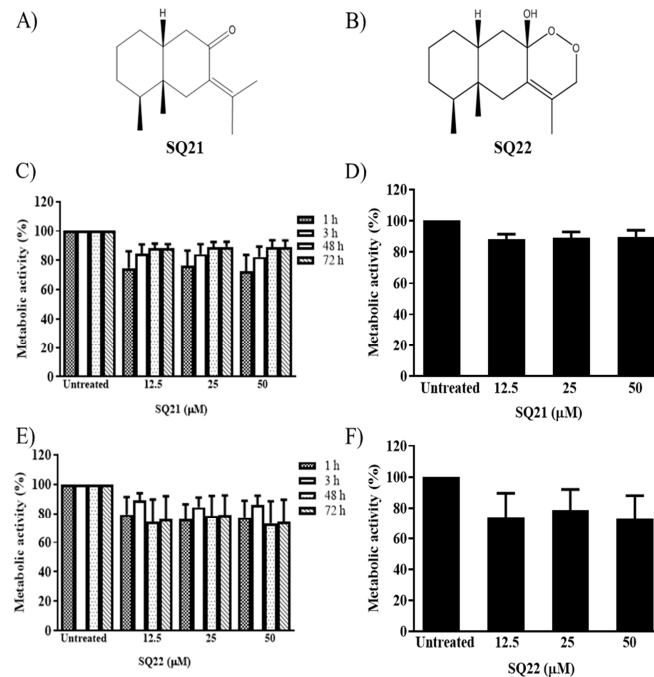 A)
H
O
SQ21
B)
H
OH
O
O
SQ22
C)
Metabolic activity (%)
120
100
80
60
40
20
0
Untreated 12.5 25 50
SQ21 (µM)
1 h
3 h
48 h
72 h
D)
Metabolic activity (%)
120
100
80
60
40
20
0
Untreated 12.5 25 50
SQ21 (µM)
E)
Metabolic activity (%)
120
100
80
60
40
20
0
Untreated 12.5 25 50
SQ22 (µM)
1 h
3 h
48 h
72 h
F)
Metabolic activity (%)
120
100
80
60
40
20
0
Untreated 12.5 25 50
SQ22 (µM)